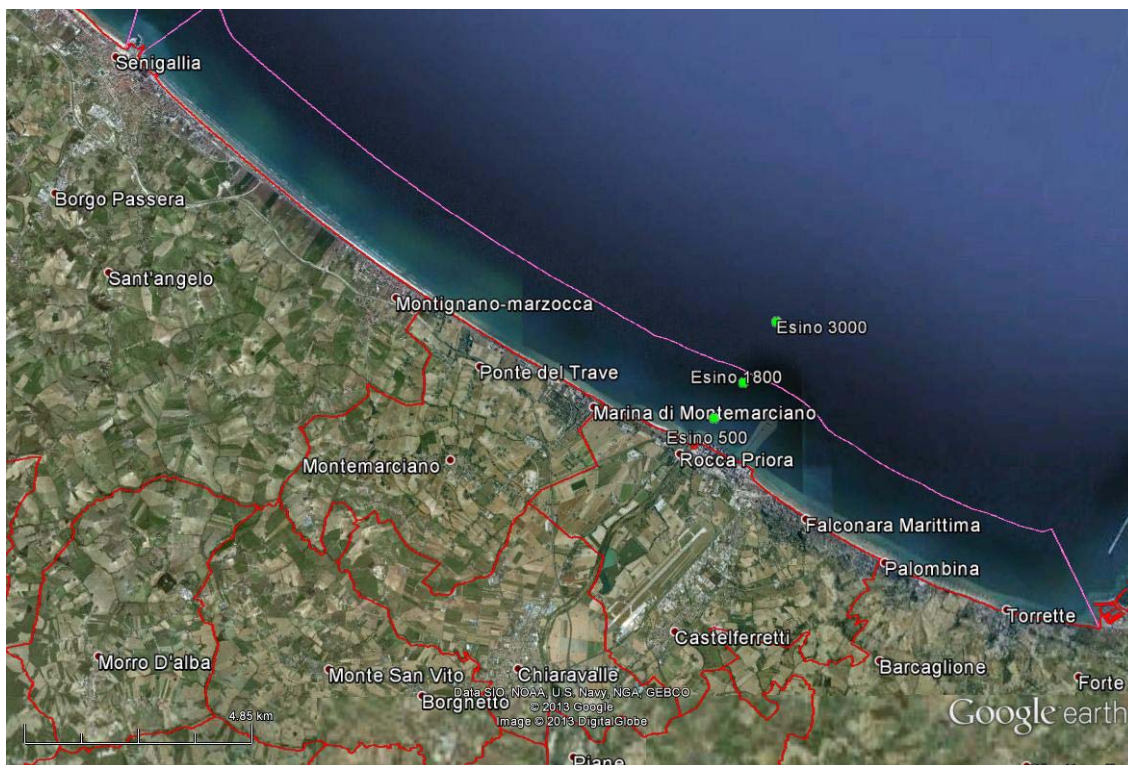 Senigallia
Borgo Passera
Sant'angelo
Montignano-marzocca
Esino 3000
Ponte del Trave
Esino 1800
Marina di Montemarciano
Esino 500
Rocca Priora
Montemarciano
Falconara Marittima
Palombina
Torrette
Castelferretti
Morro D'alba
Monte San Vito
Chiaravalle
Barcaglione
Forte
Borghetto
Data SIO, NOAA, U.S. Navy, NGA, GEBCO
© 2013 Google
Image © 2013 DigitalGlobe
4.85 km
Google earth
Piane